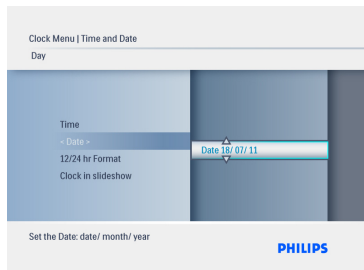 Clock Menu | Time and Date
Day
Time
< Date >
Date 18/ 07/ 11
12/24 hr Format
Clock in slideshow
Set the Date: date/ month/ year
PHILIPS